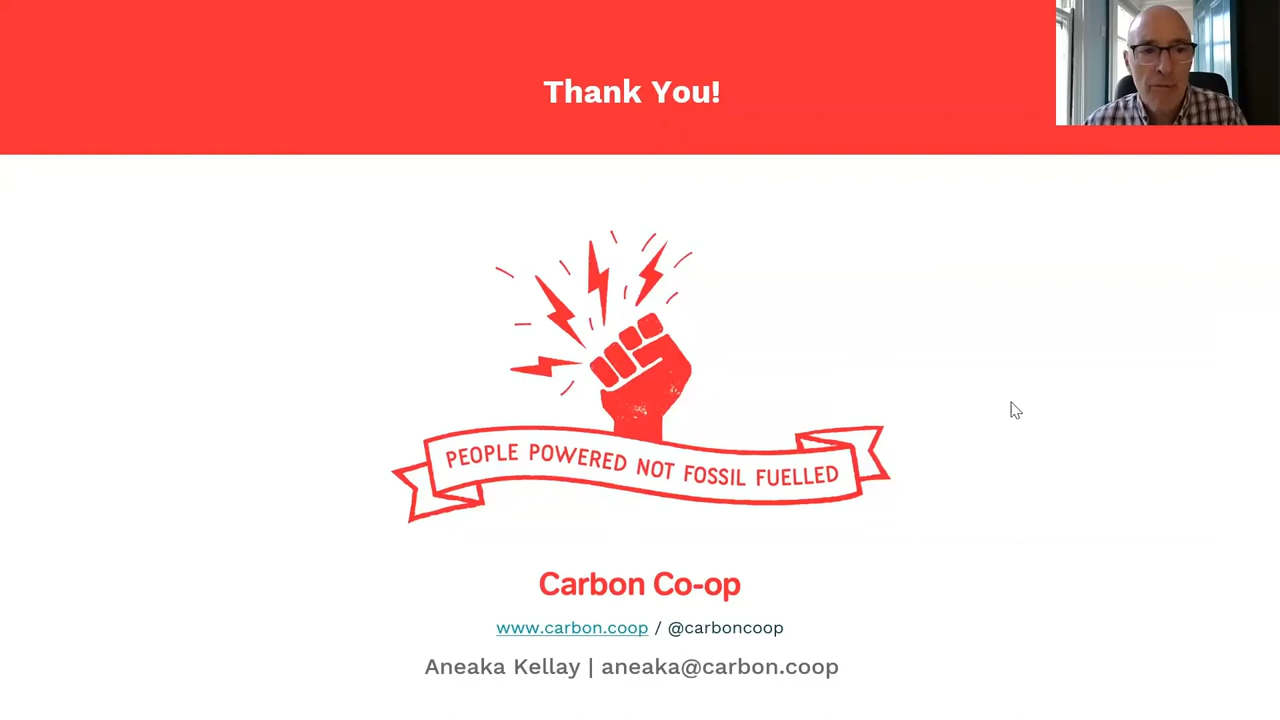 Thank You!
PEOPLE POWERED NOT FOSSIL FUELLED
Carbon Co-op
www.carbon.coop / @carboncoop
Aneaka Kellay | aneaka@carbon.coop